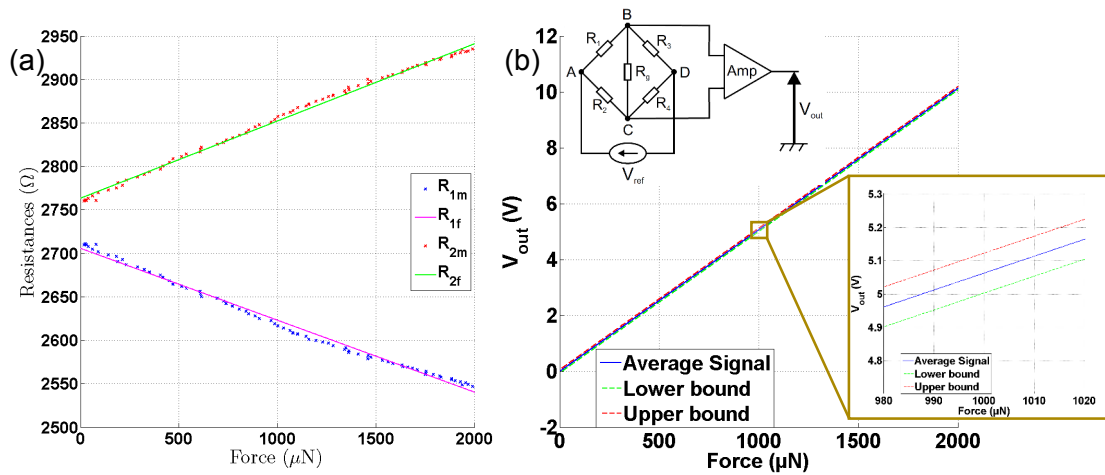 (a)
2950
2900
2850
2800
2750
2700
2650
2600
2550
2500
0 500 1000 1500 2000
Resistances (Ω)
Force (μN)
R1m
R1f
R2m
R2f
(b)
12
10
8
6
4
2
0
-2
0 500 1000 1500 2000
Vout (V)
Force (μN)
B
R1 R3
A Rg D
R2 R4
C
Amp
Vout
Vref
Average Signal
Lower bound
Upper bound
5.3
5.2
5.1
5
4.9
4.8
980 990 1000 1010 1020
Vout (V)
Force (μN)
Average Signal
Lower bound
Upper bound